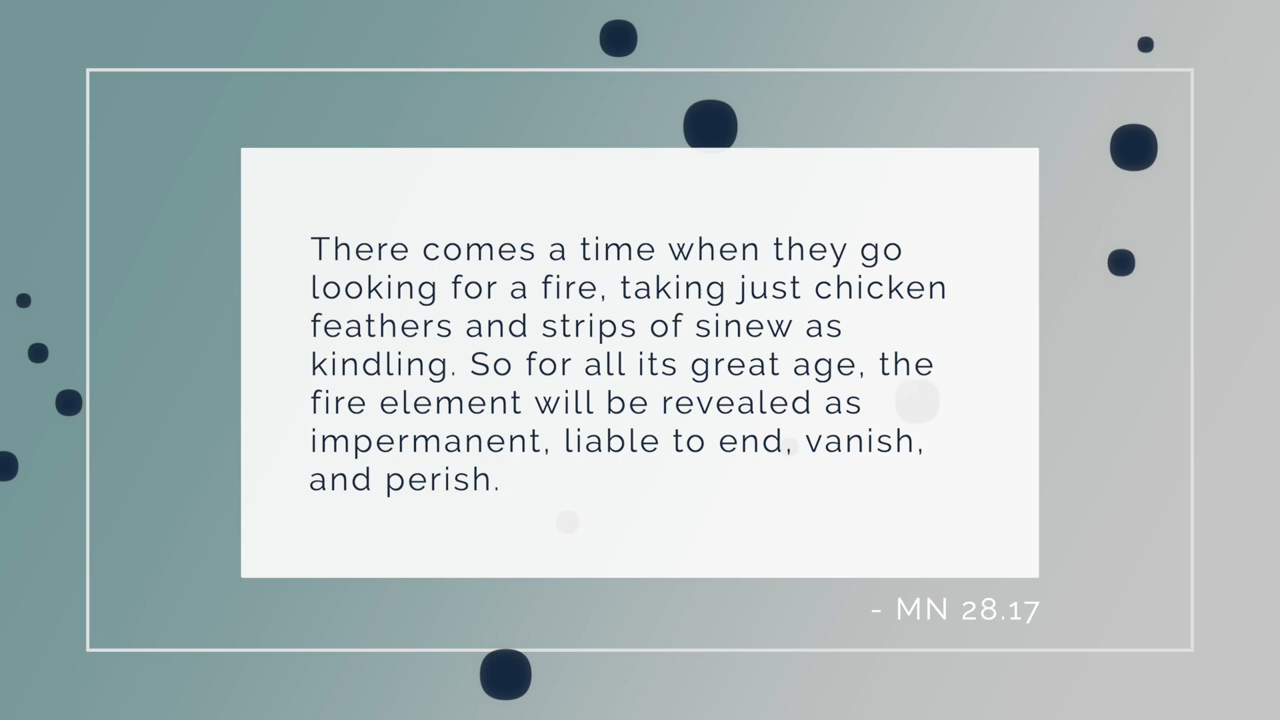 There comes a time when they go
looking for a fire, taking just chicken
feathers and strips of sinew as
kindling. So for all its great age, the
fire element will be revealed as
impermanent, liable to end, vanish,
and perish.
- MN 28.17